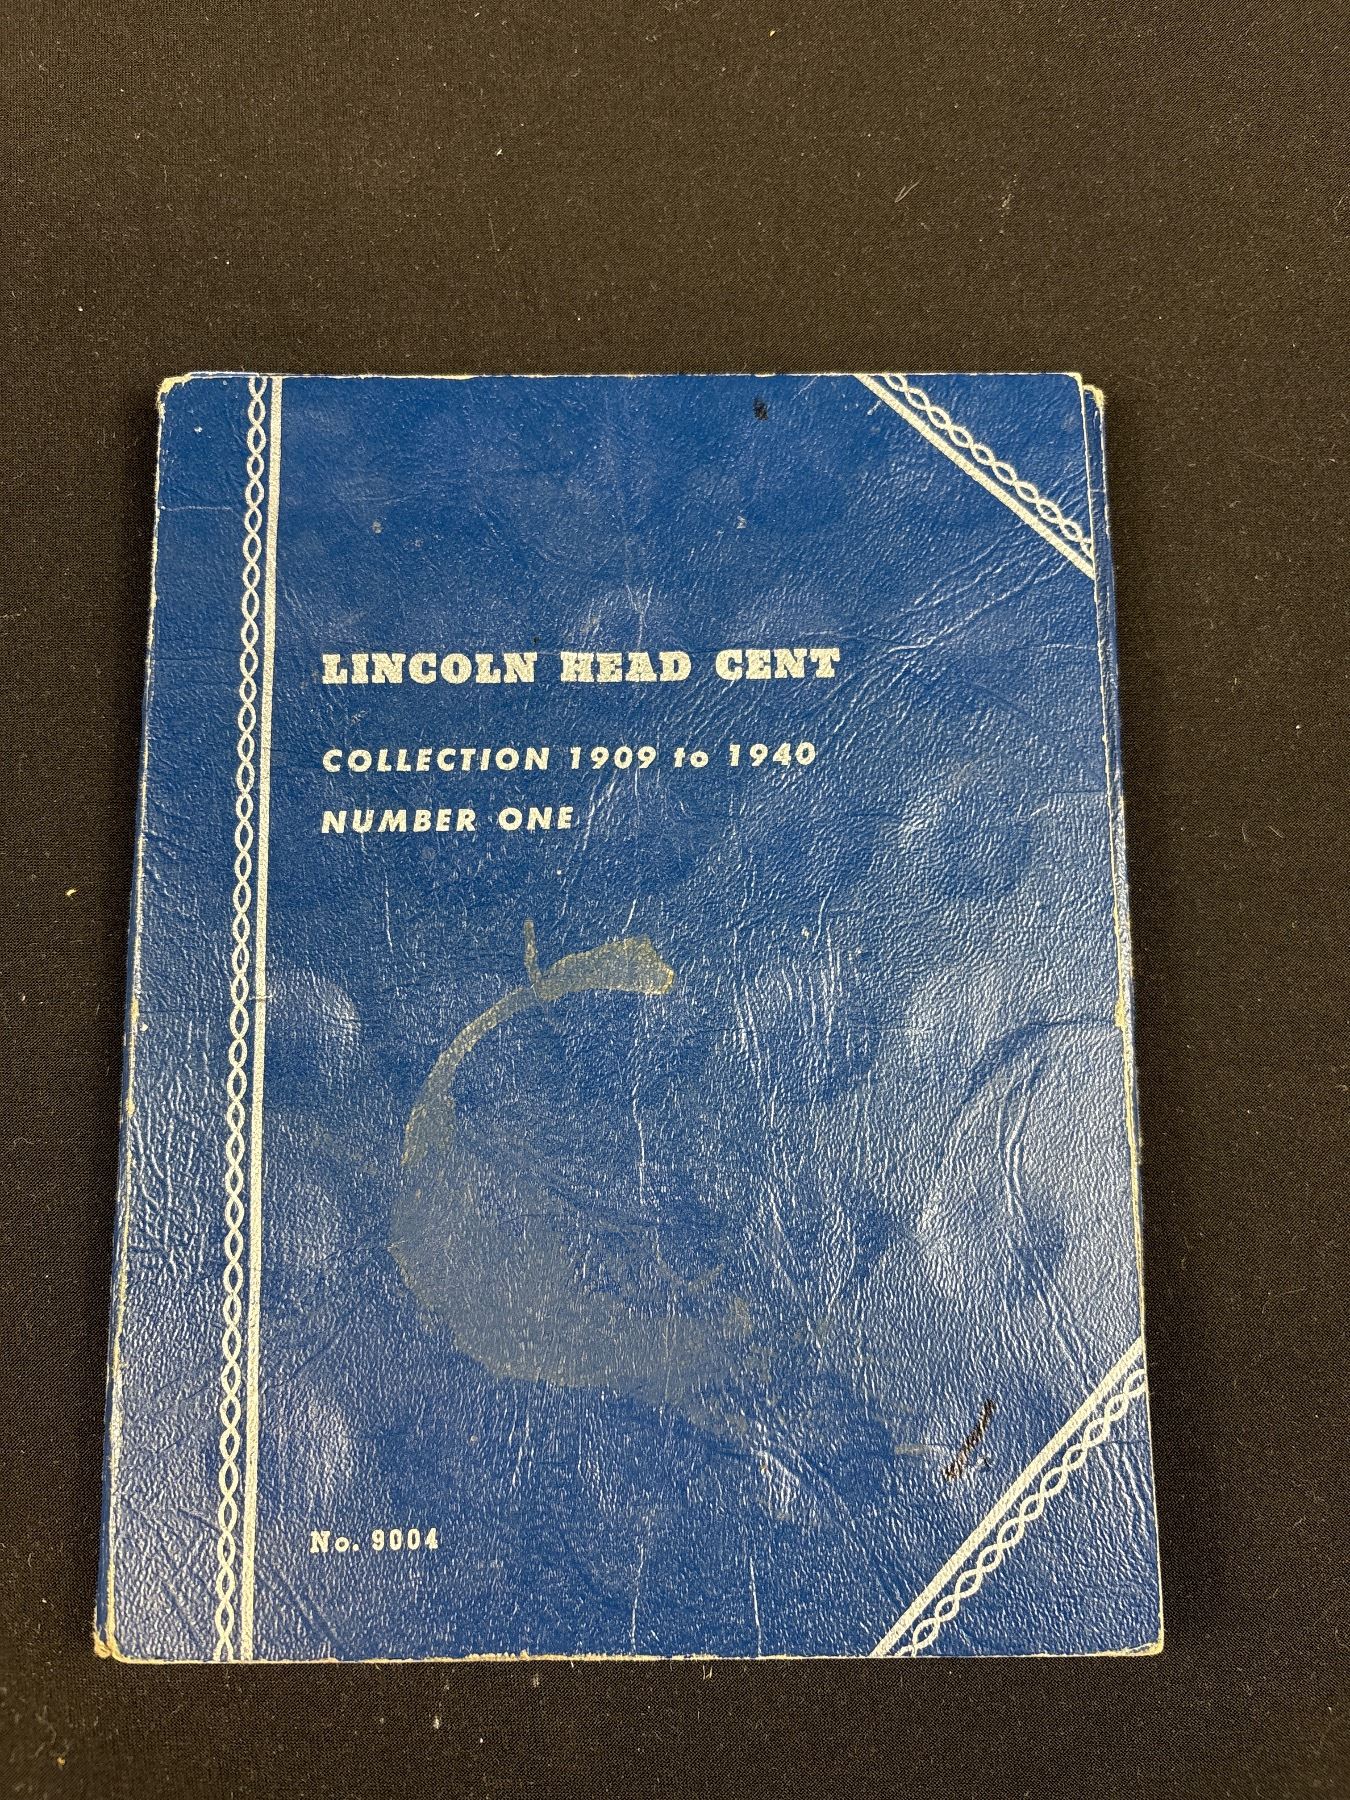 LINCOLN HEAD CENT
COLLECTION 1909 to 1940
NUMBER ONE
No. 9004